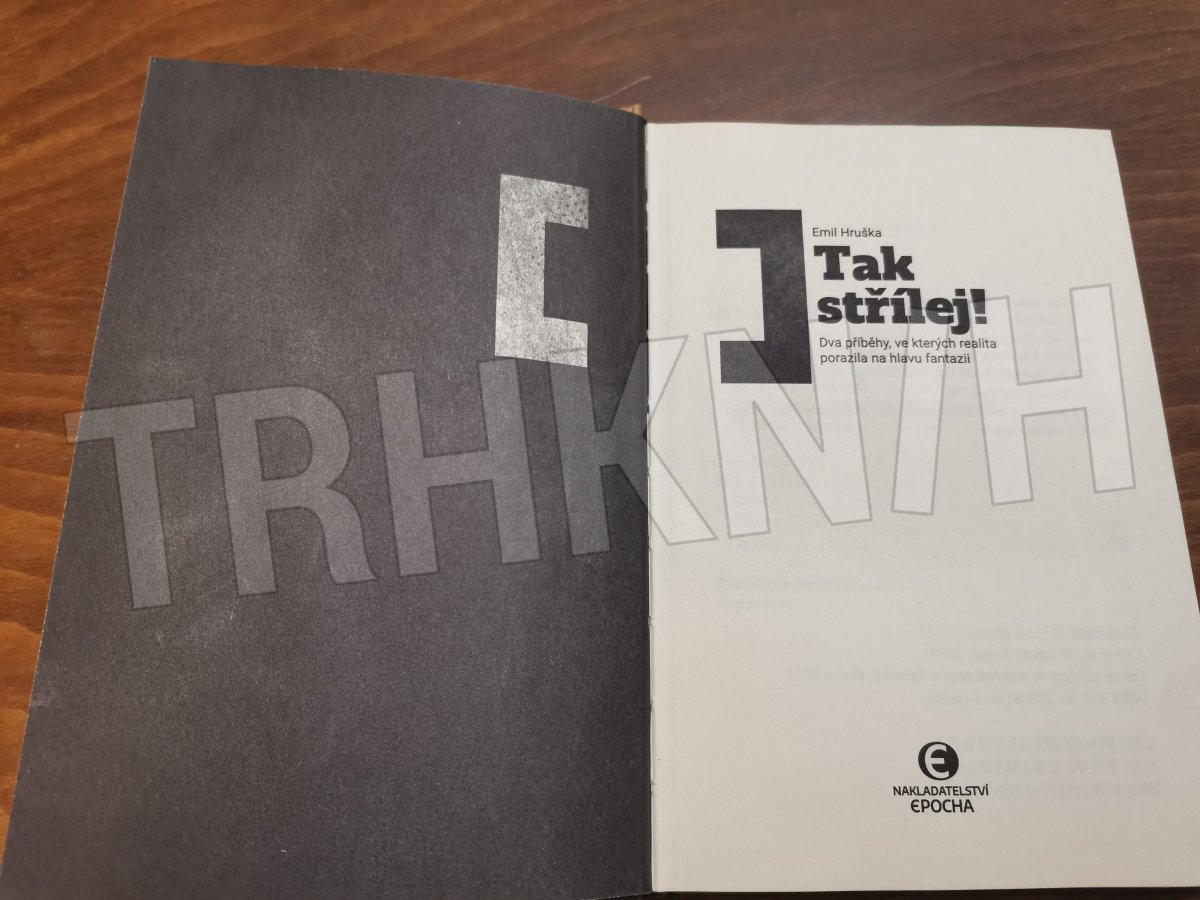 Emil Hruška
Tak
střílej!
Dva příběhy, ve kterých realita
porazila na hlavu fantazii
TRHKNIH
NAKLADATELSTVÍ
EPOCHA